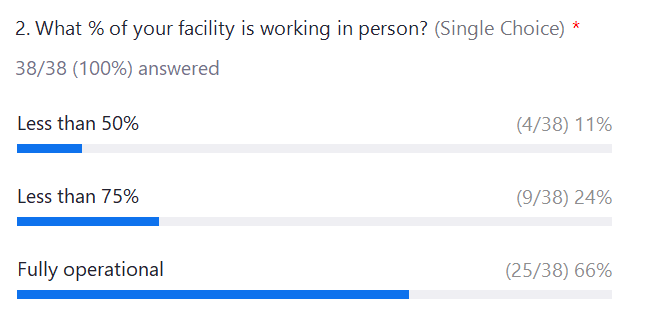 2. What % of your facility is working in person? (Single Choice) *
38/38 (100%) answered
Less than 50% (4/38) 11%
Less than 75% (9/38) 24%
Fully operational (25/38) 66%